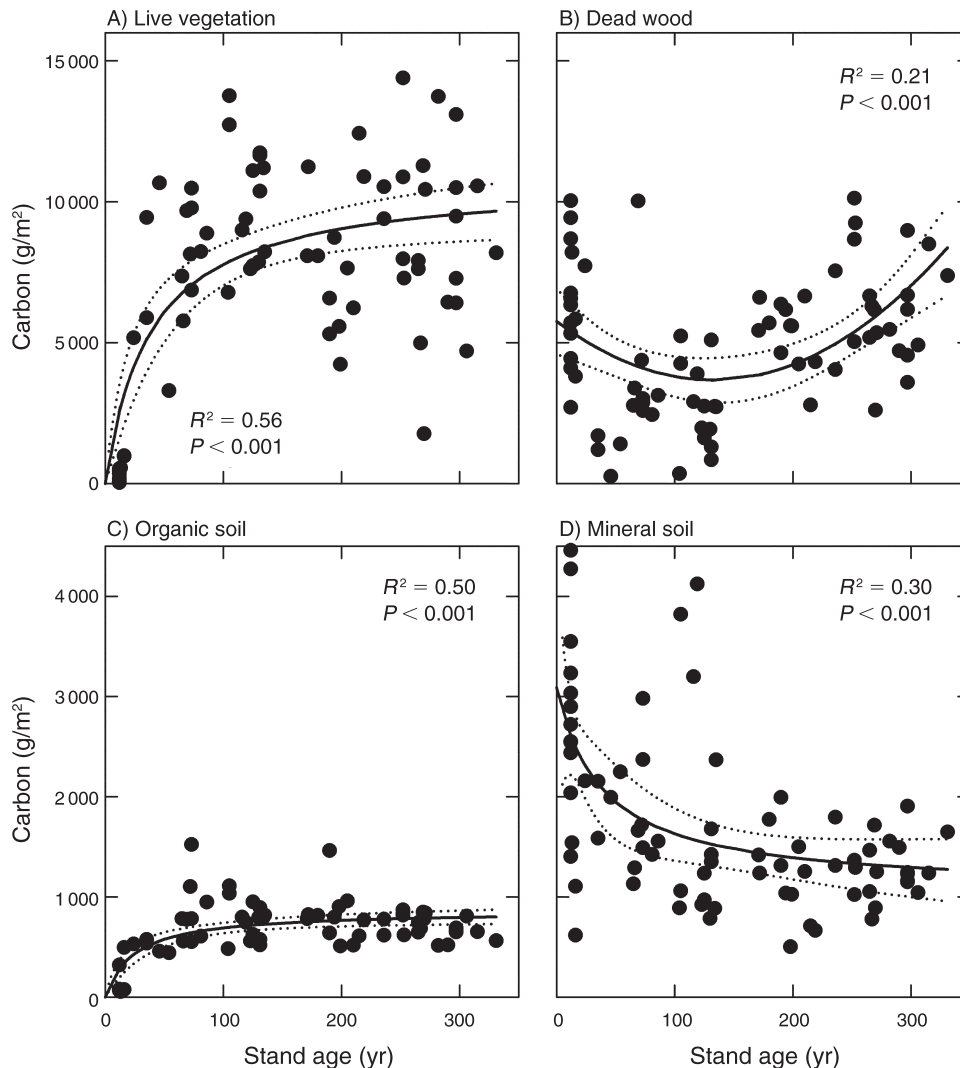 A) Live vegetation
B) Dead wood
15 000
10 000
5 000
0
Carbon (g/m²)
R² = 0.56
P < 0.001
R² = 0.21
P < 0.001
C) Organic soil
D) Mineral soil
4 000
3 000
2 000
1 000
0
Carbon (g/m²)
R² = 0.50
P < 0.001
R² = 0.30
P < 0.001
0 100 200 300
0 100 200 300
Stand age (yr)
Stand age (yr)